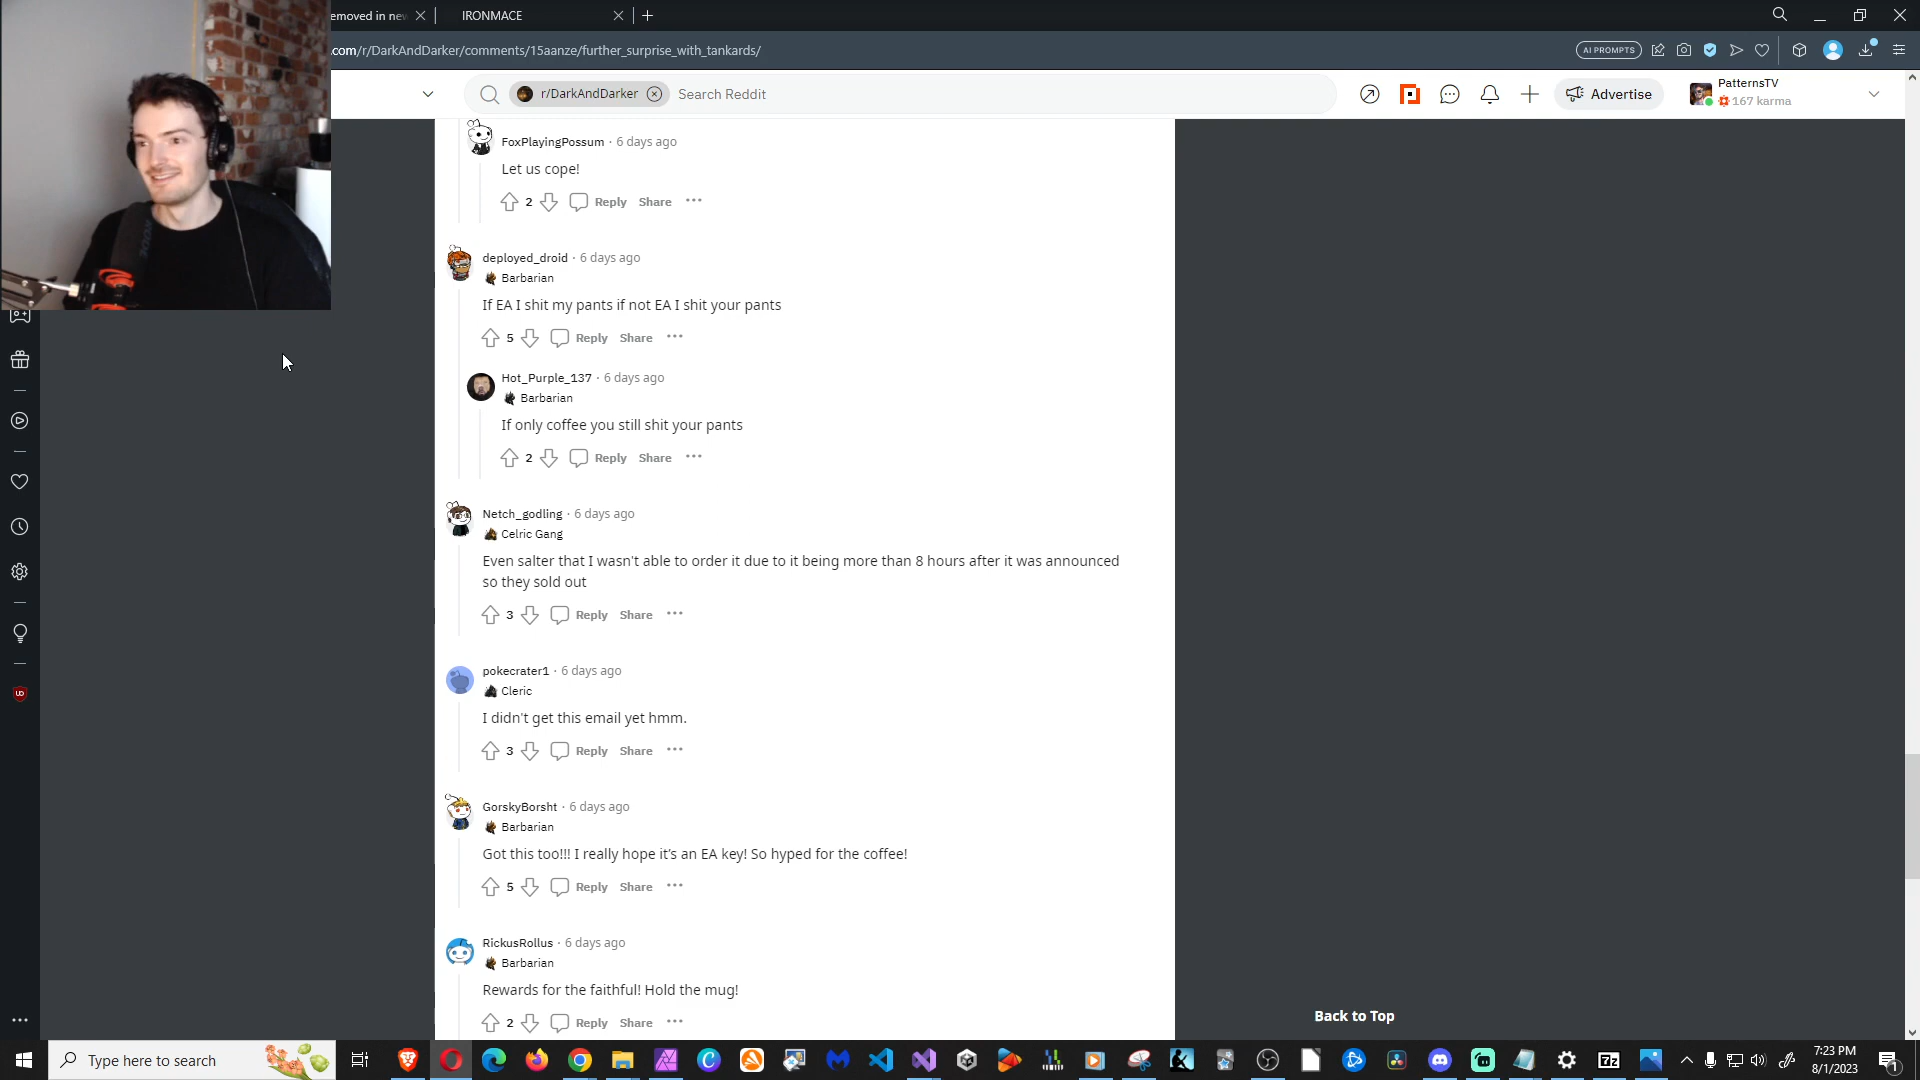 emoved in new
IRONMACE
.com/r/DarkAndDarker/comments/15aanze/further_surprise_with_tankards/
AI PROMPTS
r/DarkAndDarker
Search Reddit
Advertise
PatternsTV
167 karma
FoxPlayingPossum · 6 days ago
Let us cope!
2 Reply Share ···
deployed_droid · 6 days ago
Barbarian
If EA I shit my pants if not EA I shit your pants
5 Reply Share ···
Hot_Purple_137 · 6 days ago
Barbarian
If only coffee you still shit your pants
2 Reply Share ···
Netch_godling · 6 days ago
Celric Gang
Even salter that I wasn't able to order it due to it being more than 8 hours after it was announced
so they sold out
3 Reply Share ···
pokecrater1 · 6 days ago
Cleric
I didn't get this email yet hmm.
3 Reply Share ···
GorskyBorsht · 6 days ago
Barbarian
Got this too!!! I really hope it's an EA key! So hyped for the coffee!
5 Reply Share ···
RickusRollus · 6 days ago
Barbarian
Rewards for the faithful! Hold the mug!
2 Reply Share ···
Back to Top
Type here to search
7:23 PM
8/1/2023